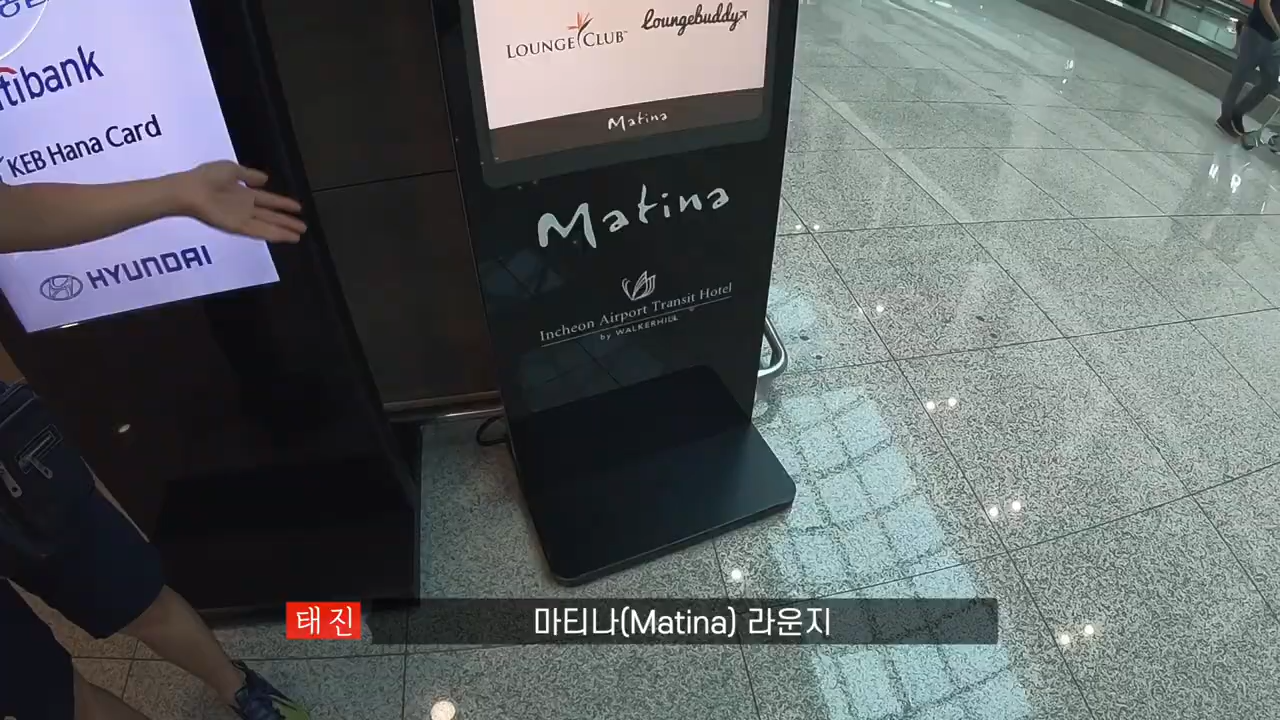 LOUNGE CLUB
loungebuddy
Matina
Matina
Incheon Airport Transit Hotel
by WALKERHILL
KEB Hana Card
HYUNDAI
태진 마티나(Matina) 라운지